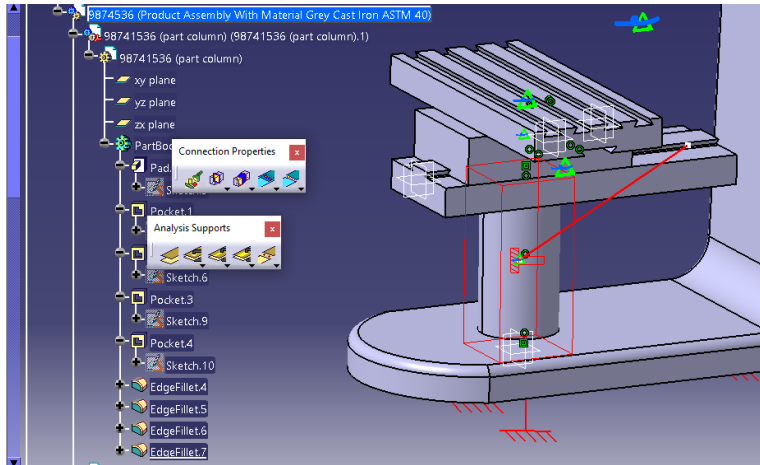 9874536 (Product Assembly With Material Grey Cast Iron ASTM 40)
98741536 (part column) (98741536 (part column).1)
98741536 (part column)
xy plane
yz plane
zx plane
PartBod
Connection Properties
x
Pad.
Pocket.1
Analysis Supports
x
Sketch.6
Pocket.3
Sketch.9
Pocket.4
Sketch.10
EdgeFillet.4
EdgeFillet.5
EdgeFillet.6
EdgeFillet.7